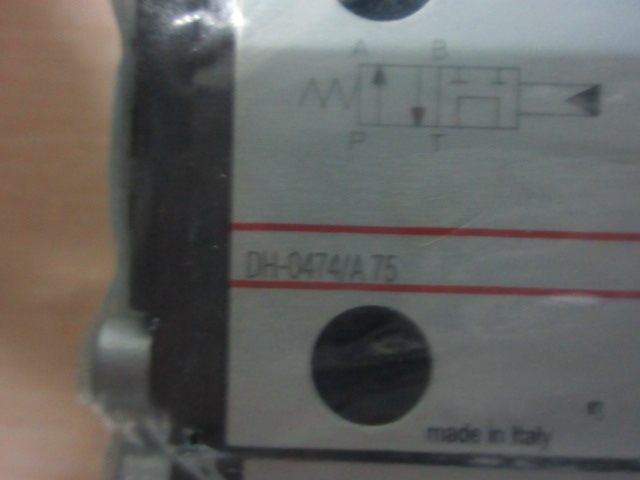 A B
P T
DH-0474/A 75
made in Italy